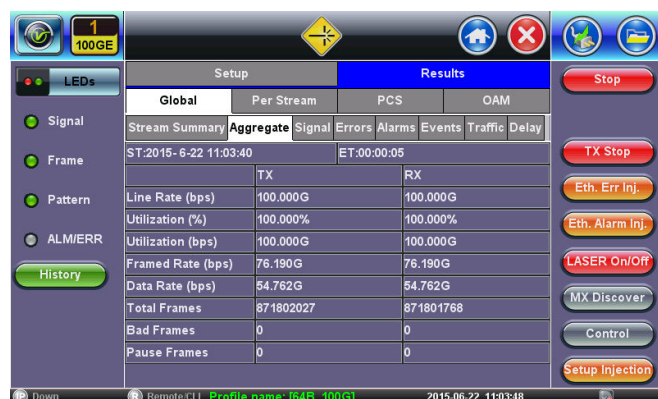 1
100GE
LEDs
Setup
Results
Stop
Global
Per Stream
PCS
OAM
Signal
Stream Summary
Aggregate
Signal
Errors
Alarms
Events
Traffic
Delay
ST:2015- 6-22 11:03:40
ET:00:00:05
TX Stop
Frame
TX
RX
Line Rate (bps)
100.000G
100.000G
Eth. Err Inj.
Pattern
Utilization (%)
100.000%
100.000%
Eth. Alarm Inj.
Utilization (bps)
100.000G
100.000G
ALM/ERR
Framed Rate (bps)
76.190G
76.190G
LASER On/Off
History
Data Rate (bps)
54.762G
54.762G
MX Discover
Total Frames
871802027
871801768
Bad Frames
0
0
Control
Pause Frames
0
0
Setup Injection
IP Down
R Remote/CLI
Profile name: [64B_100G]
2015.06.22 11:03:48